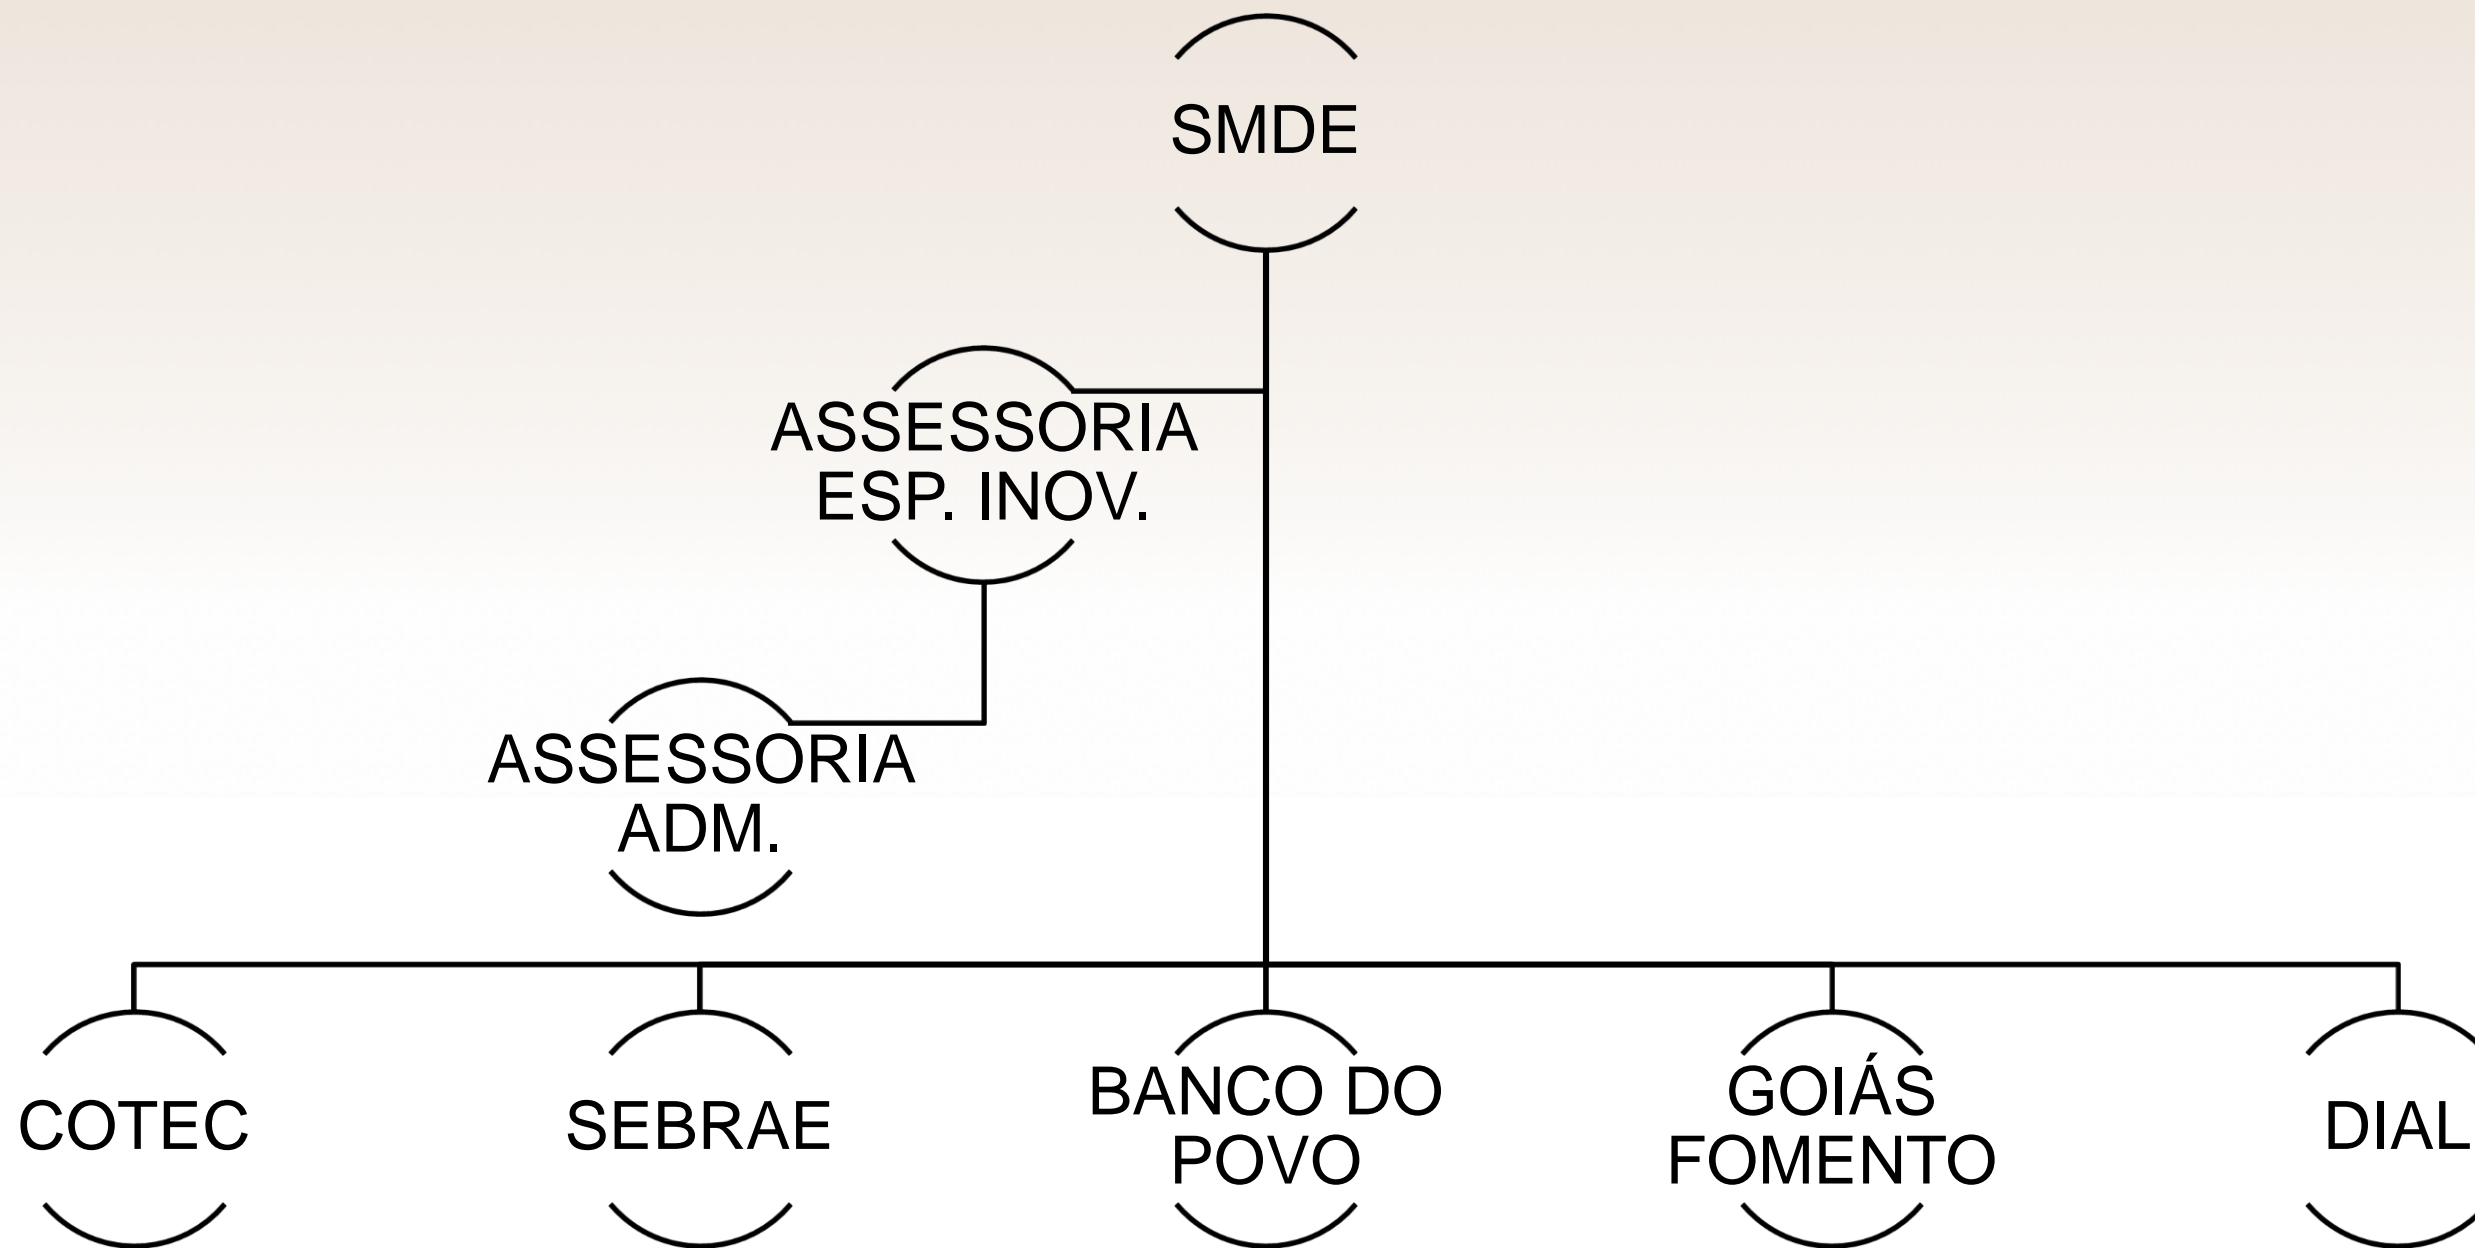 SMDE
ASSESSORIA
ESP. INOV.
ASSESSORIA
ADM.
COTEC
SEBRAE
BANCO DO
POVO
GOIÁS
FOMENTO
DIAL